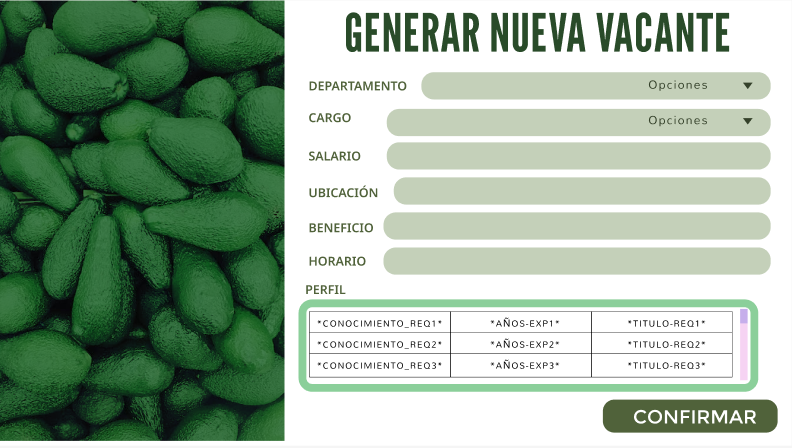 GENERAR NUEVA VACANTE
DEPARTAMENTO Opciones
CARGO Opciones
SALARIO
UBICACIÓN
BENEFICIO
HORARIO
PERFIL
*CONOCIMIENTO_REQ1* *AÑOS-EXP1* *TITULO-REQ1*
*CONOCIMIENTO_REQ2* *AÑOS-EXP2* *TITULO-REQ2*
*CONOCIMIENTO_REQ3* *AÑOS-EXP3* *TITULO-REQ3*
CONFIRMAR